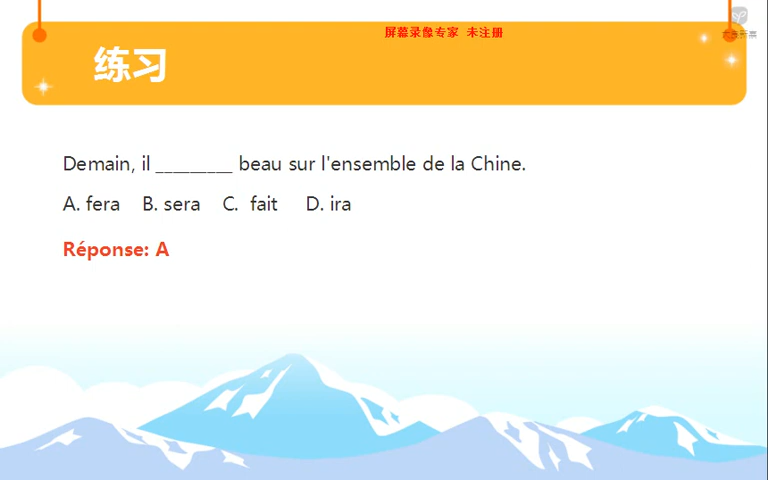 屏幕录像专家 未注册
练习
Demain, il _________ beau sur l'ensemble de la Chine.
A. fera B. sera C. fait D. ira
Réponse: A